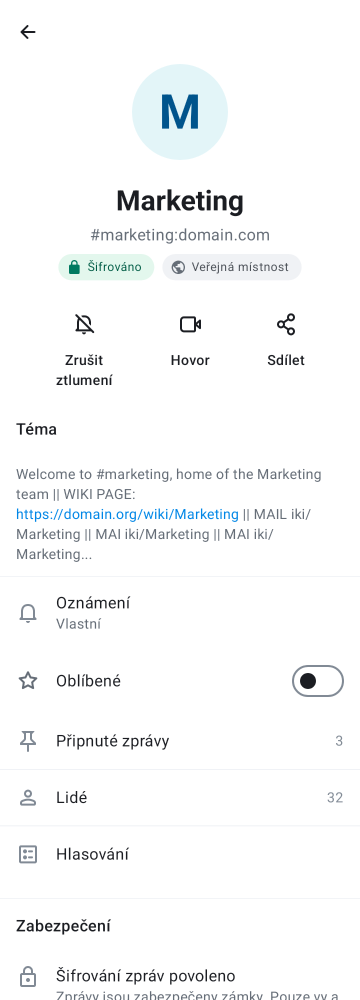 M
Marketing
#marketing:domain.com
Šifrováno
Veřejná místnost
Zrušit
ztlumení
Hovor
Sdílet
Téma
Welcome to #marketing, home of the Marketing
team || WIKI PAGE:
https://domain.org/wiki/Marketing || MAIL iki/
Marketing || MAI iki/Marketing || MAI iki/
Marketing...
Oznámení
Vlastní
Oblíbené
Připnuté zprávy
3
Lidé
32
Hlasování
Zabezpečení
Šifrování zpráv povoleno
Zprávy jsou zabezpečeny zámky. Pouze vy a